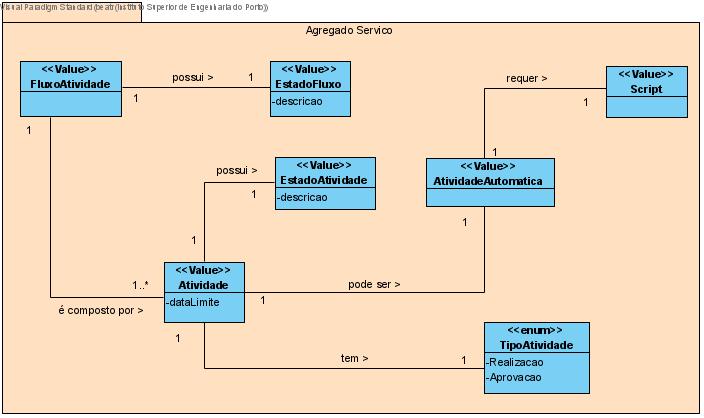 Visual Paradigm Standard(beatr(Instituto Superior de Engenharia do Porto))
Agregado Servico
<<Value>>
FluxoAtividade
possui >
1
1
<<Value>>
EstadoFluxo
-descricao
requer >
1
1
<<Value>>
Script
1
<<Value>>
EstadoAtividade
-descricao
possui >
1
1
<<Value>>
AtividadeAutomatica
1
1..*
é composto por >
<<Value>>
Atividade
-dataLimite
1
pode ser >
1
tem >
1
<<enum>>
TipoAtividade
-Realizacao
-Aprovacao